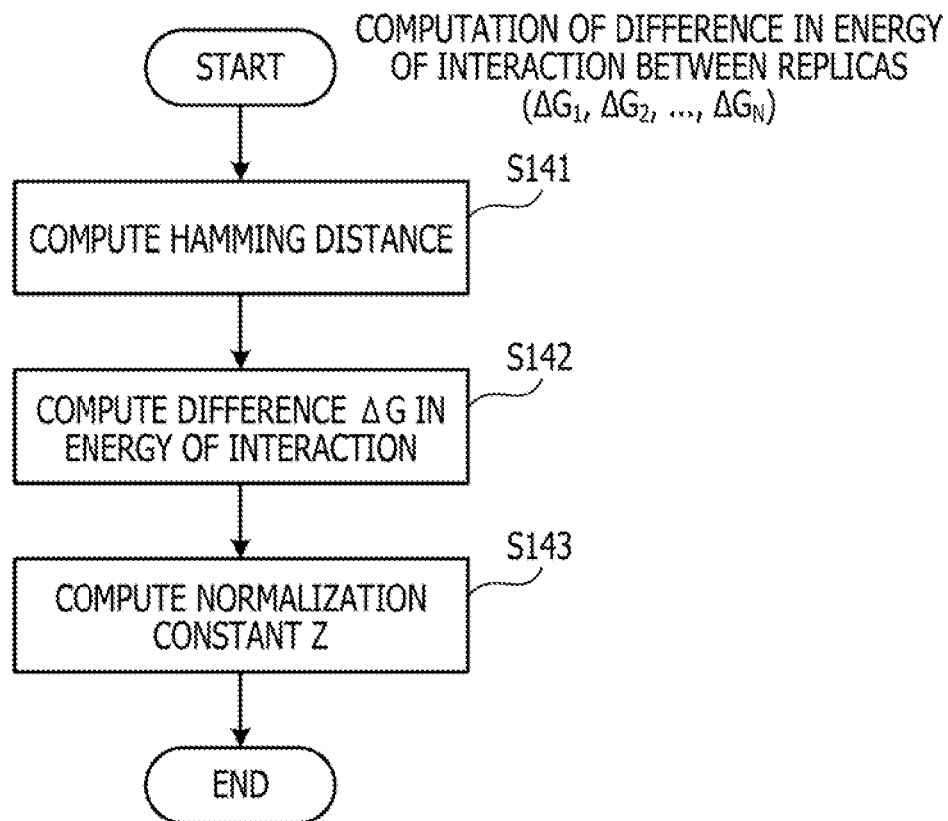 COMPUTATION OF DIFFERENCE IN ENERGY
OF INTERACTION BETWEEN REPLICAS
(ΔG₁, ΔG₂, ..., ΔG_N)
START
S141
COMPUTE HAMMING DISTANCE
S142
COMPUTE DIFFERENCE ΔG IN
ENERGY OF INTERACTION
S143
COMPUTE NORMALIZATION
CONSTANT Z
END